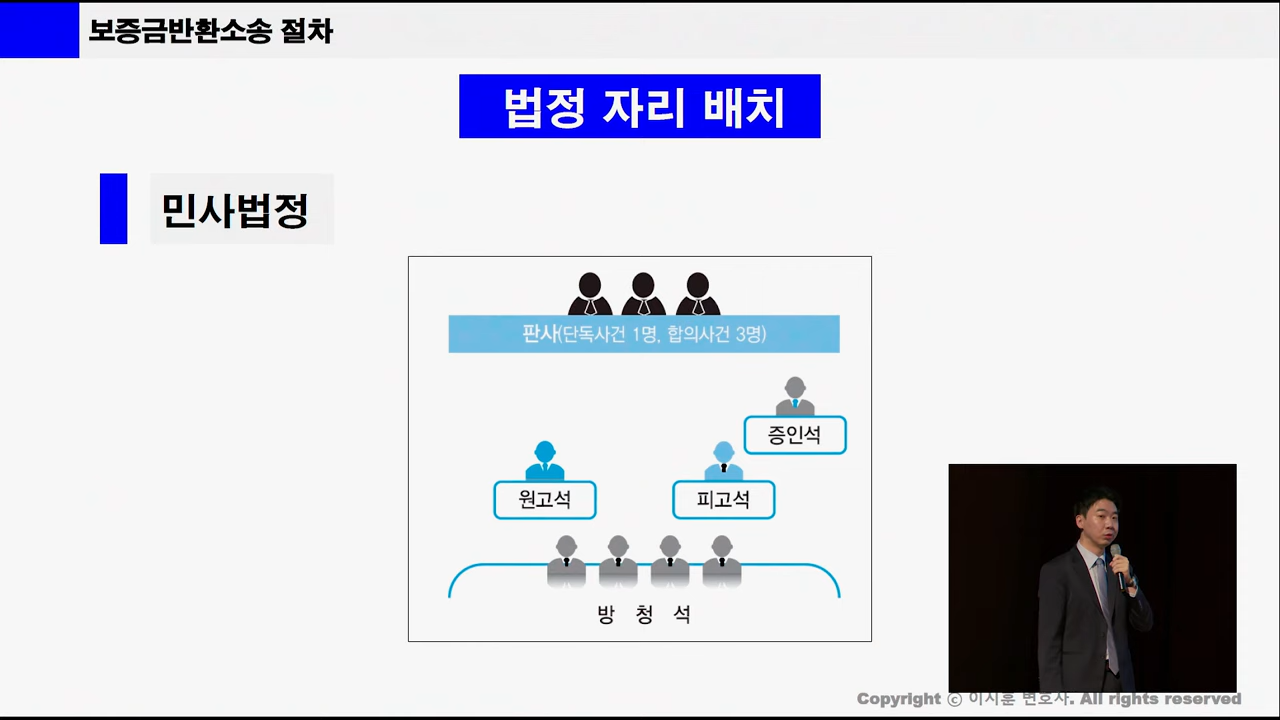 보증금반환소송 절차
법정 자리 배치
민사법정
판사(단독사건 1명, 합의사건 3명)
증인석
원고석
피고석
방 청 석
Copyright ⓒ 이시훈 변호사. All rights reserved